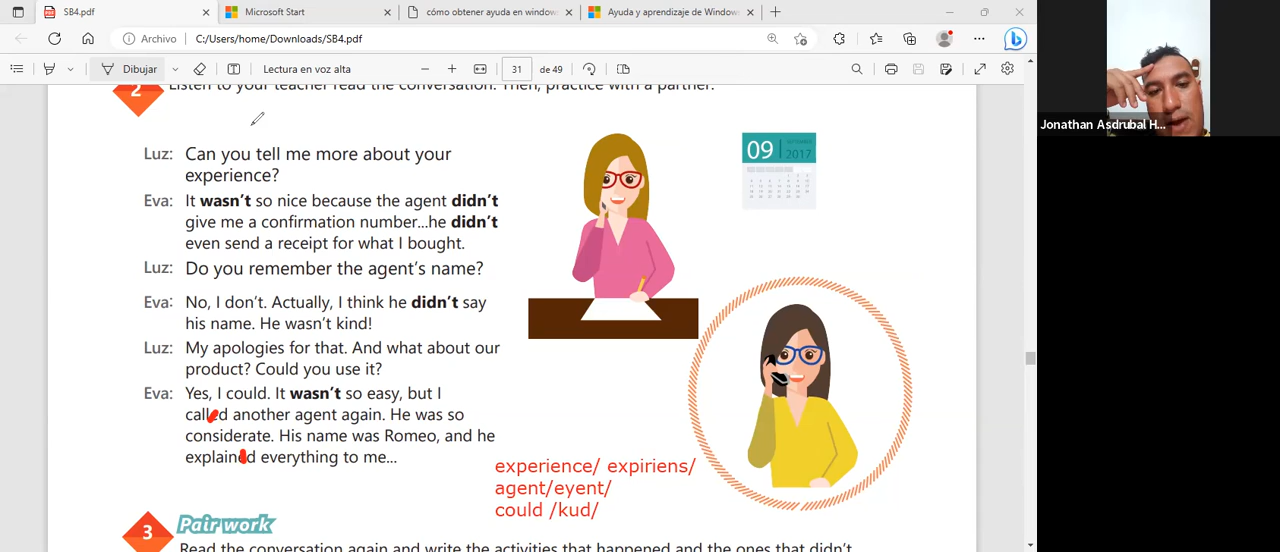 SB4.pdf
Microsoft Start
cómo obtener ayuda en window
Ayuda y aprendizaje de Window
Archivo
C:/Users/home/Downloads/SB4.pdf
Dibujar
Lectura en voz alta
31
de 49
2 Listen to your teacher read the conversation. Then, practice with a partner.
Luz: Can you tell me more about your
experience?
Eva: It wasn't so nice because the agent didn't
give me a confirmation number...he didn't
even send a receipt for what I bought.
Luz: Do you remember the agent's name?
Eva: No, I don't. Actually, I think he didn't say
his name. He wasn't kind!
Luz: My apologies for that. And what about our
product? Could you use it?
Eva: Yes, I could. It wasn't so easy, but I
called another agent again. He was so
considerate. His name was Romeo, and he
explained everything to me...
09
2017
experience/ expiriens/
agent/eyent/
could /kud/
3 Pair work
Read the conversation again and write the activities that happened and the ones that didn't
Jonathan Asdrubal H...